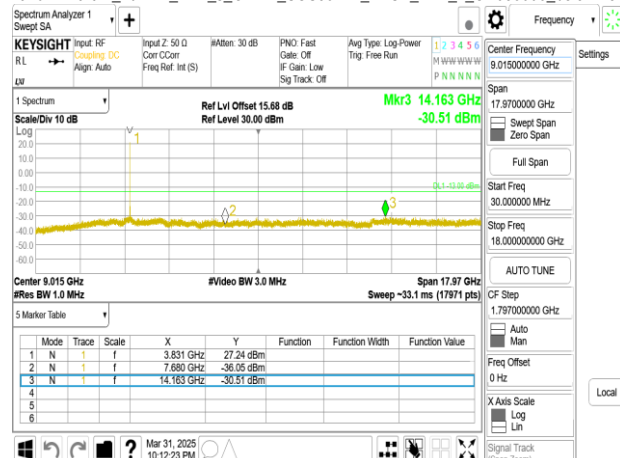 Spectrum Analyzer 1
Swept SA
+
Frequency
KEYSIGHT
RL
Input: RF
Coupling: DC
Align: Auto
Input Z: 50 Ω
Corr CCorr
Freq Ref: Int (S)
#Atten: 30 dB
PNO: Fast
Gate: Off
IF Gain: Low
Sig Track: Off
Avg Type: Log-Power
Trig: Free Run
1 2 3 4 5 6
M W W W W W
P N N N N N
Center Frequency
9.015000000 GHz
Settings
Span
17.9700000 GHz
Swept Span
Zero Span
Full Span
Start Freq
30.000000 MHz
Stop Freq
18.000000000 GHz
AUTO TUNE
CF Step
1.797000000 GHz
Auto
Man
Freq Offset
0 Hz
X Axis Scale
Log
Lin
Local
Signal Track
1 Spectrum
Scale/Div 10 dB
Ref Lvl Offset 15.68 dB
Ref Level 30.00 dBm
Mkr3 14.163 GHz
-30.51 dBm
Log
20.0
10.0
0.00
-10.0
-20.0
-30.0
-40.0
-50.0
-60.0
1
2
3
DL1 -13.00 dBm
Center 9.015 GHz
#Res BW 1.0 MHz
#Video BW 3.0 MHz
Span 17.97 GHz
Sweep ~33.1 ms (17971 pts)
5 Marker Table
Mode Trace Scale X Y Function Function Width Function Value
1 N 1 f 3.831 GHz 27.24 dBm
2 N 1 f 7.680 GHz -36.05 dBm
3 N 1 f 14.163 GHz -30.51 dBm
4
5
6
?
Mar 31, 2025
10:12:23 PM